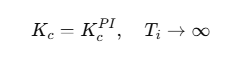 K_c = K_c^{PI}, T_i → ∞